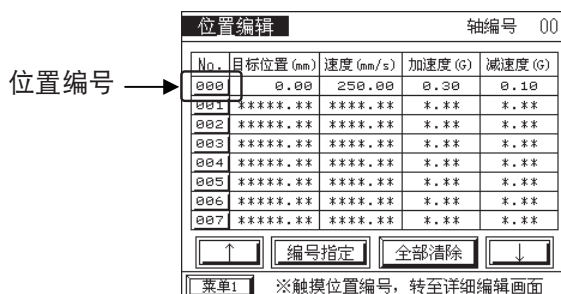 位置编辑 轴编号 00
No. 目标位置(mm) 速度(mm/s) 加速度(G) 减速度(G)
位置编号
000 0.00 250.00 0.30 0.10
001 *****.** ****.** *.** *.**
002 *****.** ****.** *.** *.**
003 *****.** ****.** *.** *.**
004 *****.** ****.** *.** *.**
005 *****.** ****.** *.** *.**
006 *****.** ****.** *.** *.**
007 *****.** ****.** *.** *.**
↑ 编号指定 全部清除 ↓
菜单1 ※触摸位置编号，转至详细编辑画面